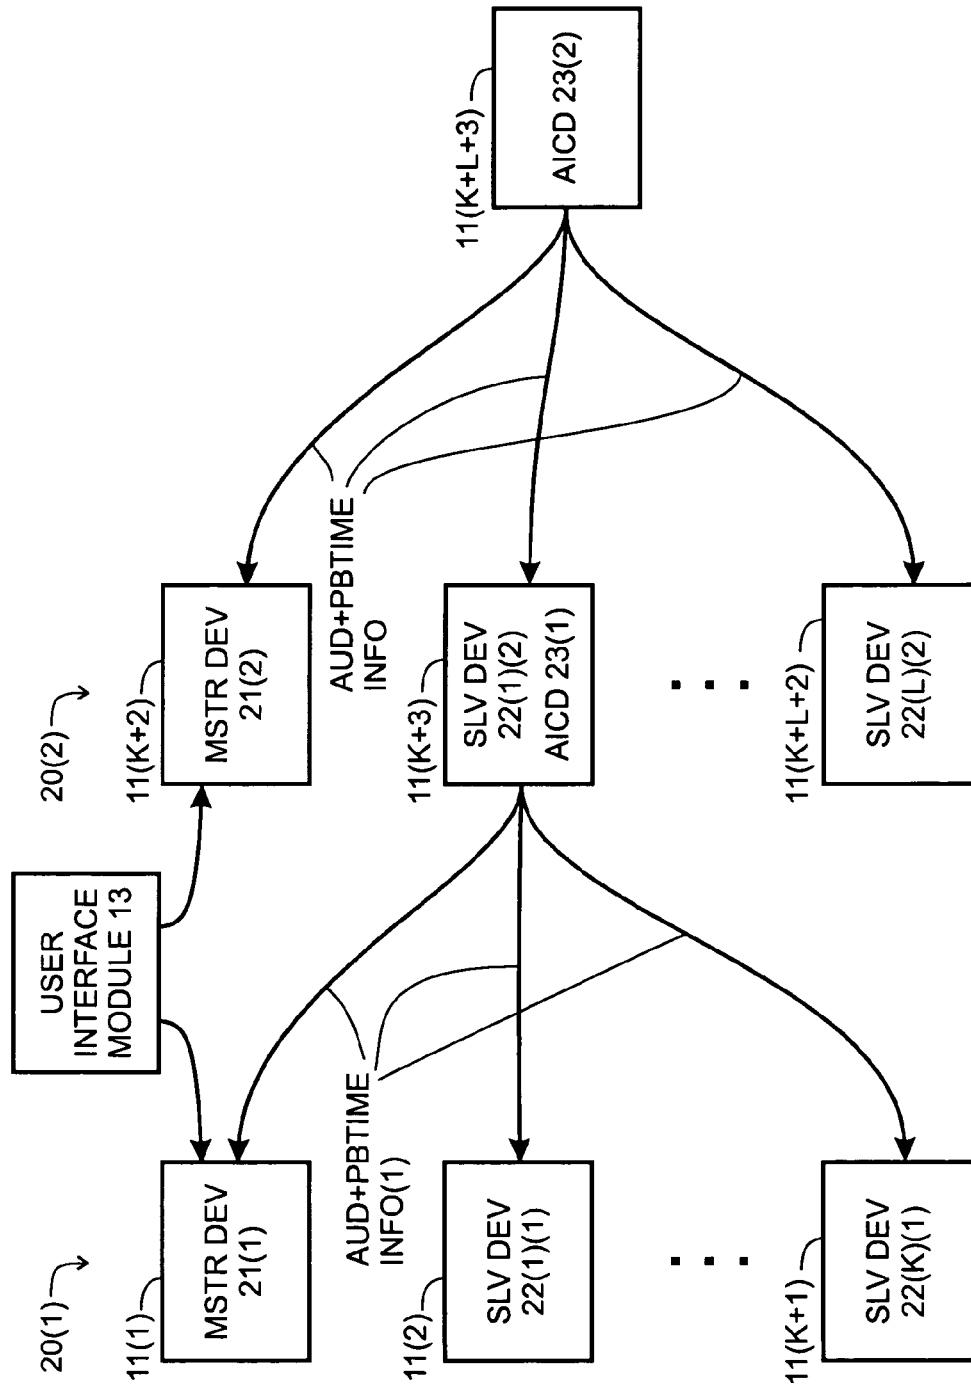 20(1)
11(1)
MSTR DEV
21(1)
AUD+PBTIME
INFO(1)
11(2)
SLV DEV
22(1)(1)
11(K+1)
SLV DEV
22(K)(1)
USER
INTERFACE
MODULE 13
20(2)
11(K+2)
MSTR DEV
21(2)
AUD+PBTIME
INFO
11(K+3)
SLV DEV
22(1)(2)
AICD 23(1)
11(K+L+2)
SLV DEV
22(L)(2)
11(K+L+3)
AICD 23(2)